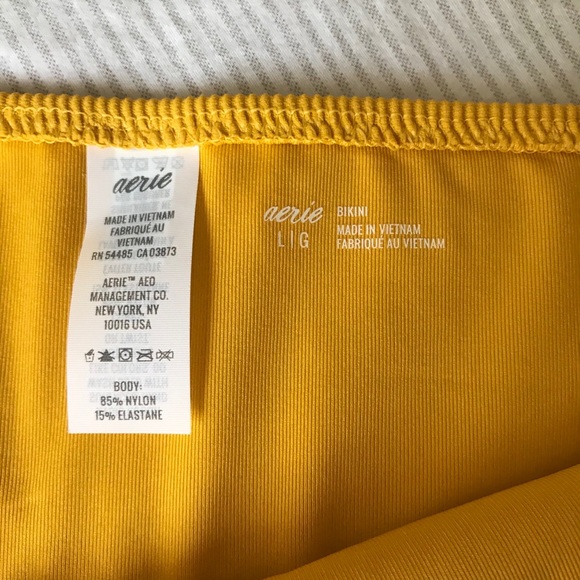 aerie
MADE IN VIETNAM
FABRIQUÉ AU
VIETNAM
RN 54485 CA 03873
AERIE™ AEO
MANAGEMENT CO.
NEW YORK, NY
10016 USA
BODY:
85% NYLON
15% ELASTANE
aerie
L|G
BIKINI
MADE IN VIETNAM
FABRIQUÉ AU VIETNAM